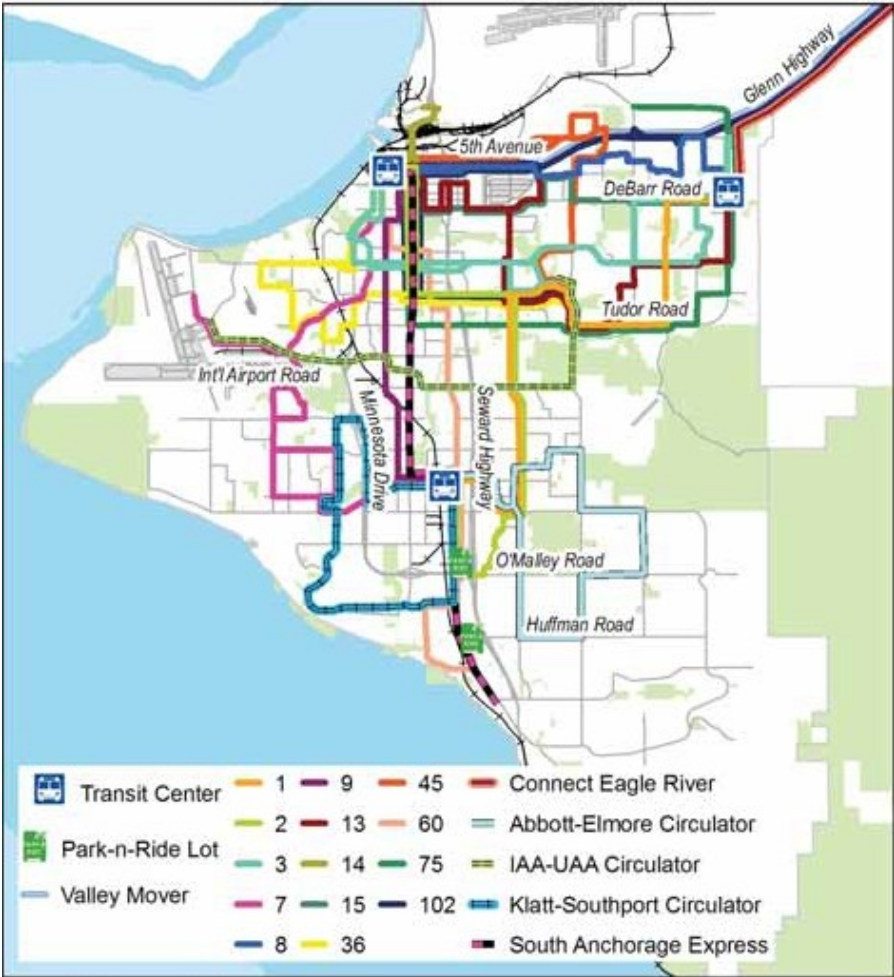 Glenn Highway
5th Avenue
DeBarr Road
Tudor Road
Int'l Airport Road
Minnesota Drive
Seward Highway
O'Malley Road
Huffman Road
Transit Center
Park-n-Ride Lot
Valley Mover
1
2
3
7
8
9
13
14
15
36
45
60
75
102
Connect Eagle River
Abbott-Elmore Circulator
IAA-UAA Circulator
Klatt-Southport Circulator
South Anchorage Express